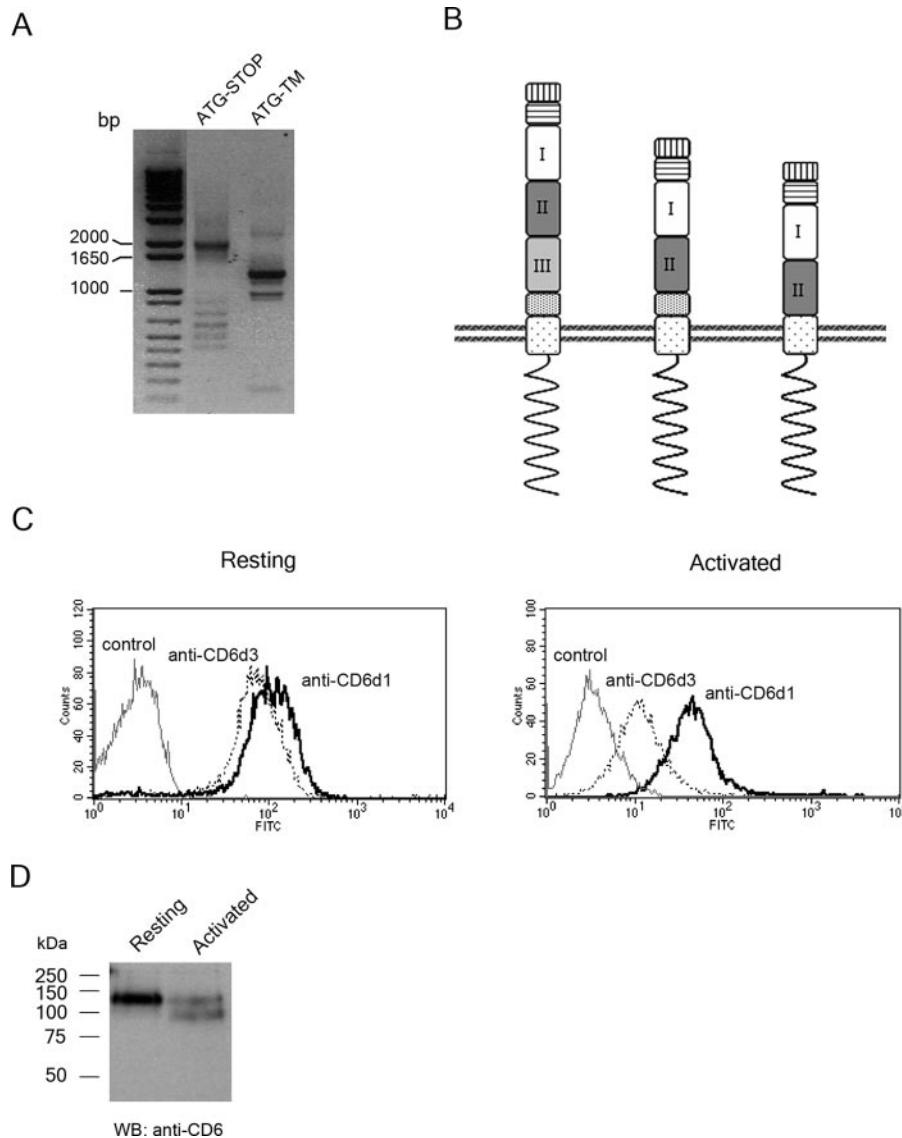 A
ATG-STOP
ATG-TM
bp
2000
1650
1000
B
I
II
III
I
II
I
II
C
Resting
120
100
80
60
40
20
0
Counts
control
anti-CD6d3
anti-CD6d1
10⁰
10¹
10²
10³
10⁴
FITC
Activated
100
80
60
40
20
0
Counts
control
anti-CD6d3
anti-CD6d1
10⁰
10¹
10²
10³
10
FITC
D
Resting
Activated
kDa
250
150
100
75
50
WB: anti-CD6